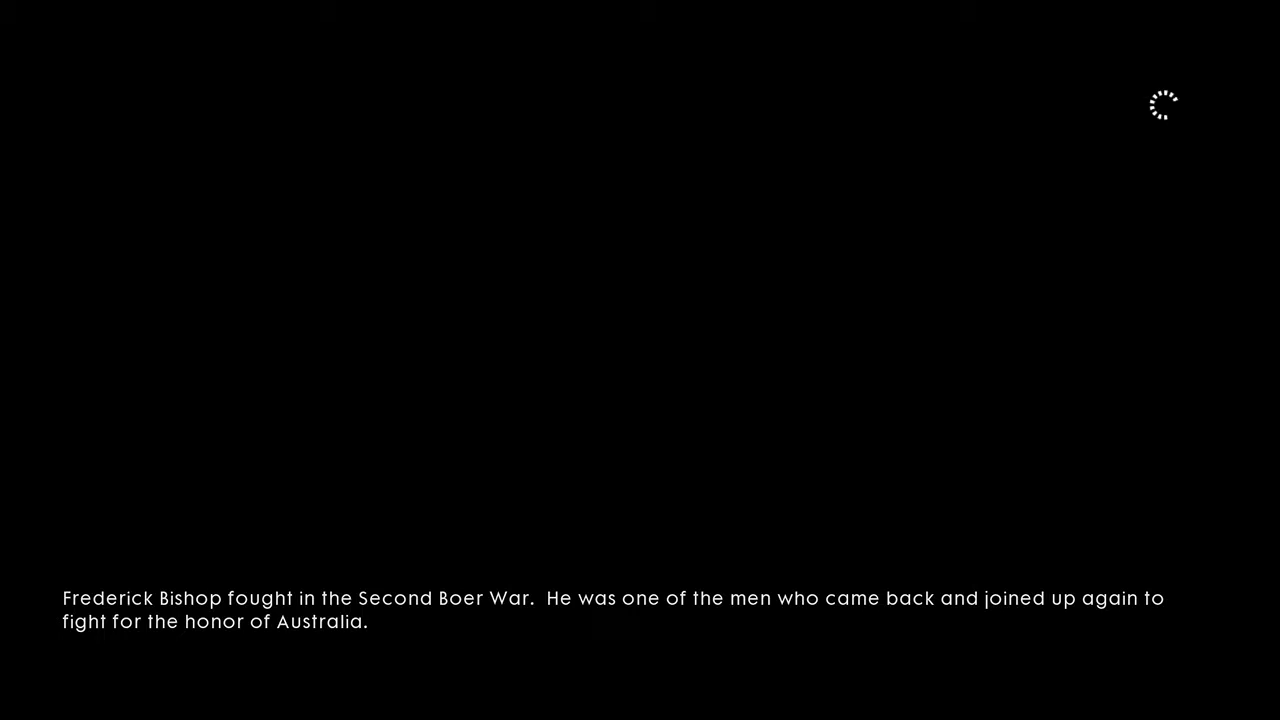 Frederick Bishop fought in the Second Boer War.  He was one of the men who came back and joined up again to
fight for the honor of Australia.